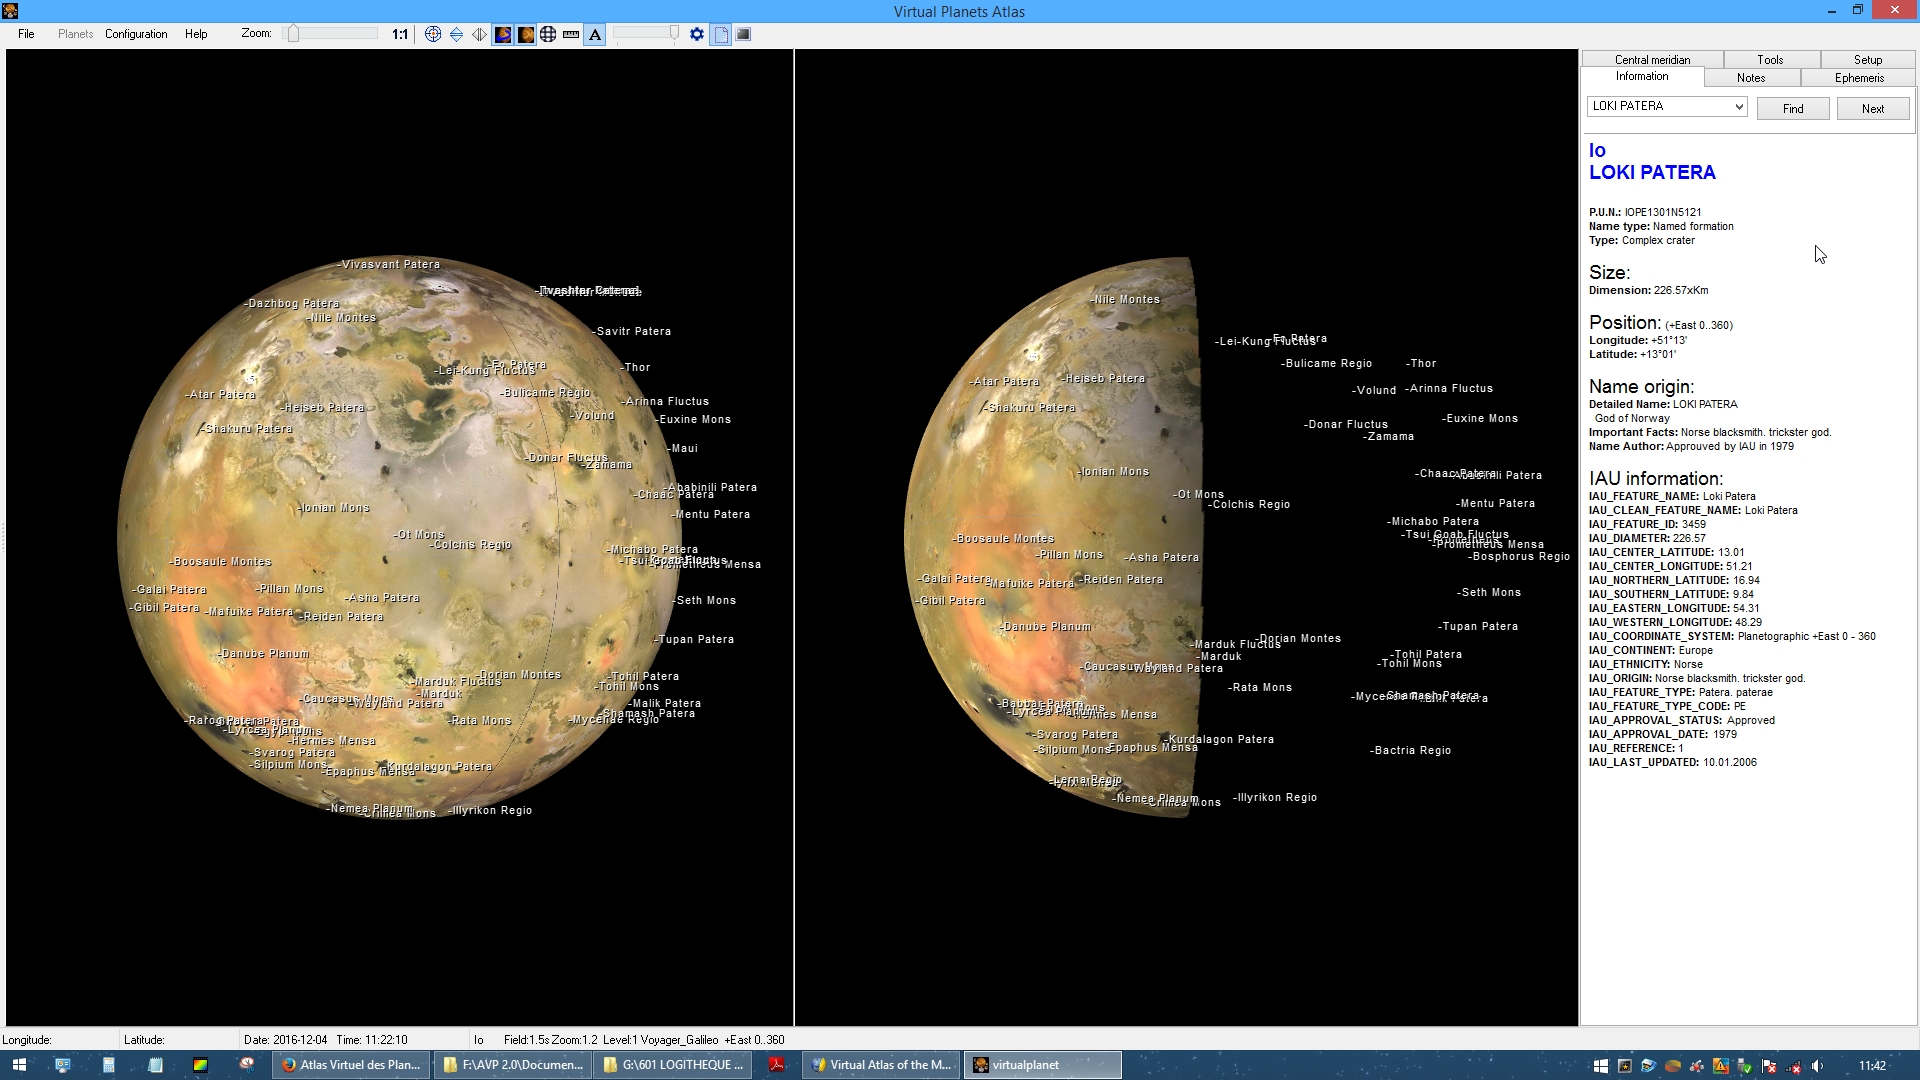 Virtual Planets Atlas
File Planets Configuration Help Zoom: 1:1 A
Central meridian Tools Setup
Information Notes Ephemeris
LOKI PATERA Find Next
Io
LOKI PATERA
P.U.N.: IOPE1301N5121
Name type: Named formation
Type: Complex crater
Size:
Dimension: 226.57xKm
Position: (+East 0..360)
Longitude: +51°13'
Latitude: +13°01'
Name origin:
Detailed Name: LOKI PATERA
God of Norway
Important Facts: Norse blacksmith. trickster god.
Name Author: Approuved by IAU in 1979
IAU information:
IAU_FEATURE_NAME: Loki Patera
IAU_CLEAN_FEATURE_NAME: Loki Patera
IAU_FEATURE_ID: 3459
IAU_DIAMETER: 226.57
IAU_CENTER_LATITUDE: 13.01
IAU_CENTER_LONGITUDE: 51.21
IAU_NORTHERN_LATITUDE: 16.94
IAU_SOUTHERN_LATITUDE: 9.84
IAU_EASTERN_LONGITUDE: 54.31
IAU_WESTERN_LONGITUDE: 48.29
IAU_COORDINATE_SYSTEM: Planetographic +East 0 - 360
IAU_CONTINENT: Europe
IAU_ETHNICITY: Norse
IAU_ORIGIN: Norse blacksmith. trickster god.
IAU_FEATURE_TYPE: Patera. paterae
IAU_FEATURE_TYPE_CODE: PE
IAU_APPROVAL_STATUS: Approved
IAU_APPROVAL_DATE: 1979
IAU_REFERENCE: 1
IAU_LAST_UPDATED: 10.01.2006
-Vivasvant Patera
-Dazhbog Patera
-Nile Montes
-Savitr Patera
-Fo Patera
-Thor
-Lei-Kung Fluctus
-Atar Patera
-Bulicame Regio
-Arinna Fluctus
-Heiseb Patera
-Volund
-Euxine Mons
-Shakuru Patera
-Maui
-Donar Fluctus
-Zamama
-Ababinili Patera
-Chaac Patera
-Ionian Mons
-Mentu Patera
-Ot Mons
-Colchis Regio
-Michabo Patera
-Boosaule Montes
-Prometheus Mensa
-Galai Patera
-Pillan Mons
-Asha Patera
-Seth Mons
-Gibil Patera
-Mafuike Patera
-Reiden Patera
-Tupan Patera
-Danube Planum
-Dorian Montes
-Tohil Patera
-Marduk Fluctus
-Tohil Mons
-Marduk
-Caucasus Mons
-Wayland Patera
-Malik Patera
-Shamash Patera
-Rata Mons
-Mycenae Regio
-Rarog Patera
-Lyrcea Planum
-Hermes Mensa
-Svarog Patera
-Silpium Mons
-Epaphus Mensa
-Kurdalagon Patera
-Nemea Planum
-Crimea Mons
-Illyrikon Regio
-Nile Montes
-Fo Patera
-Lei-Kung Fluctus
-Bulicame Regio
-Thor
-Atar Patera
-Heiseb Patera
-Volund
-Arinna Fluctus
-Shakuru Patera
-Euxine Mons
-Donar Fluctus
-Zamama
-Ionian Mons
-Chaac Patera
-Ot Mons
-Colchis Regio
-Mentu Patera
-Michabo Patera
-Tsui Goab Fluctus
-Boosaule Montes
-Prometheus Mensa
-Pillan Mons
-Asha Patera
-Bosphorus Regio
-Galai Patera
-Mafuike Patera
-Reiden Patera
-Seth Mons
-Gibil Patera
-Danube Planum
-Tupan Patera
-Dorian Montes
-Marduk Fluctus
-Marduk
-Tohil Patera
-Tohil Mons
-Caucasus Mons
-Wayland Patera
-Rata Mons
-Shamash Patera
-Babbar Patera
-Lyrcea Planum
-Hermes Mensa
-Svarog Patera
-Kurdalagon Patera
-Silpium Mons
-Epaphus Mensa
-Bactria Regio
-Lerna Regio
-Nemea Planum
-Crimea Mons
-Illyrikon Regio
Longitude: Latitude: Date: 2016-12-04 Time: 11:22:10 Io Field:1.5s Zoom:1.2 Level:1 Voyager_Galileo +East 0..360
Atlas Virtuel des Plan... F:\AVP 2.0\Documen... G:\601 LOGITHEQUE ... Virtual Atlas of the M... virtualplanet 11:42